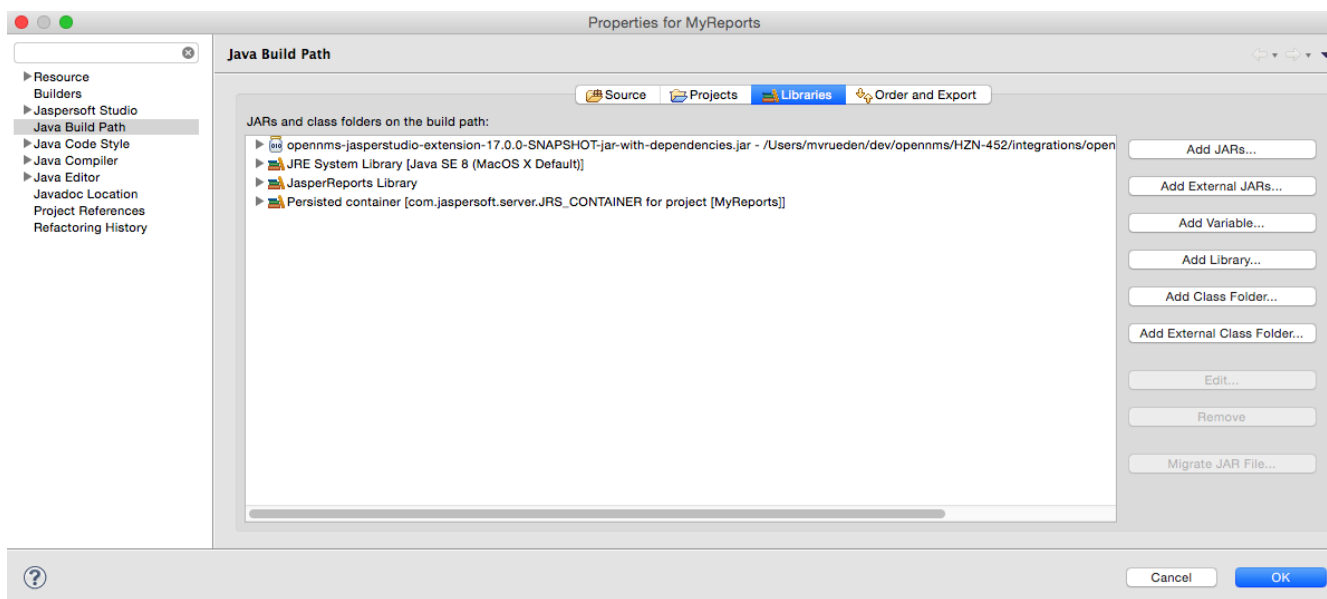 Properties for MyReports
Java Build Path
Resource
Builders
Jaspersoft Studio
Java Build Path
Java Code Style
Java Compiler
Java Editor
Javadoc Location
Project References
Refactoring History
Source Projects Libraries Order and Export
JARs and class folders on the build path:
opennms-jasperstudio-extension-17.0.0-SNAPSHOT-jar-with-dependencies.jar - /Users/mvrueden/dev/opennms/HZN-452/integrations/open
JRE System Library [Java SE 8 (MacOS X Default)]
JasperReports Library
Persisted container [com.jaspersoft.server.JRS_CONTAINER for project [MyReports]]
Add JARs...
Add External JARs...
Add Variable...
Add Library...
Add Class Folder...
Add External Class Folder...
Edit...
Remove
Migrate JAR File...
?
Cancel OK